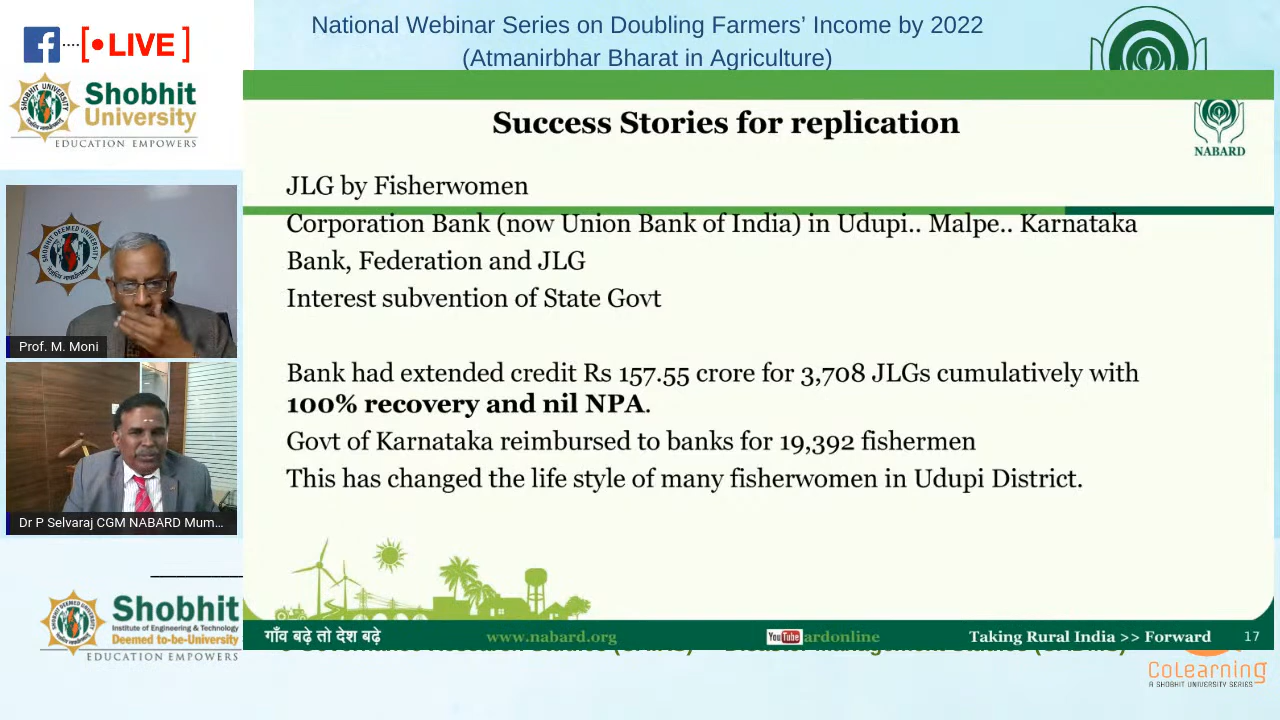 National Webinar Series on Doubling Farmers' Income by 2022
(Atmanirbhar Bharat in Agriculture)
LIVE
Shobhit
University
EDUCATION EMPOWERS
Success Stories for replication
NABARD
JLG by Fisherwomen
Corporation Bank (now Union Bank of India) in Udupi.. Malpe.. Karnataka
Bank, Federation and JLG
Interest subvention of State Govt
Bank had extended credit Rs 157.55 crore for 3,708 JLGs cumulatively with
100% recovery and nil NPA.
Govt of Karnataka reimbursed to banks for 19,392 fishermen
This has changed the life style of many fisherwomen in Udupi District.
Prof. M. Moni
Dr P Selvaraj CGM NABARD Mum...
Shobhit
Institute of Engineering & Technology
Deemed to-be-University
EDUCATION EMPOWERS
गाँव बढ़े तो देश बढ़े
www.nabard.org
YouTube ardonline
Taking Rural India >> Forward
17
CoLearning
A SHOBHIT UNIVERSITY SERIES